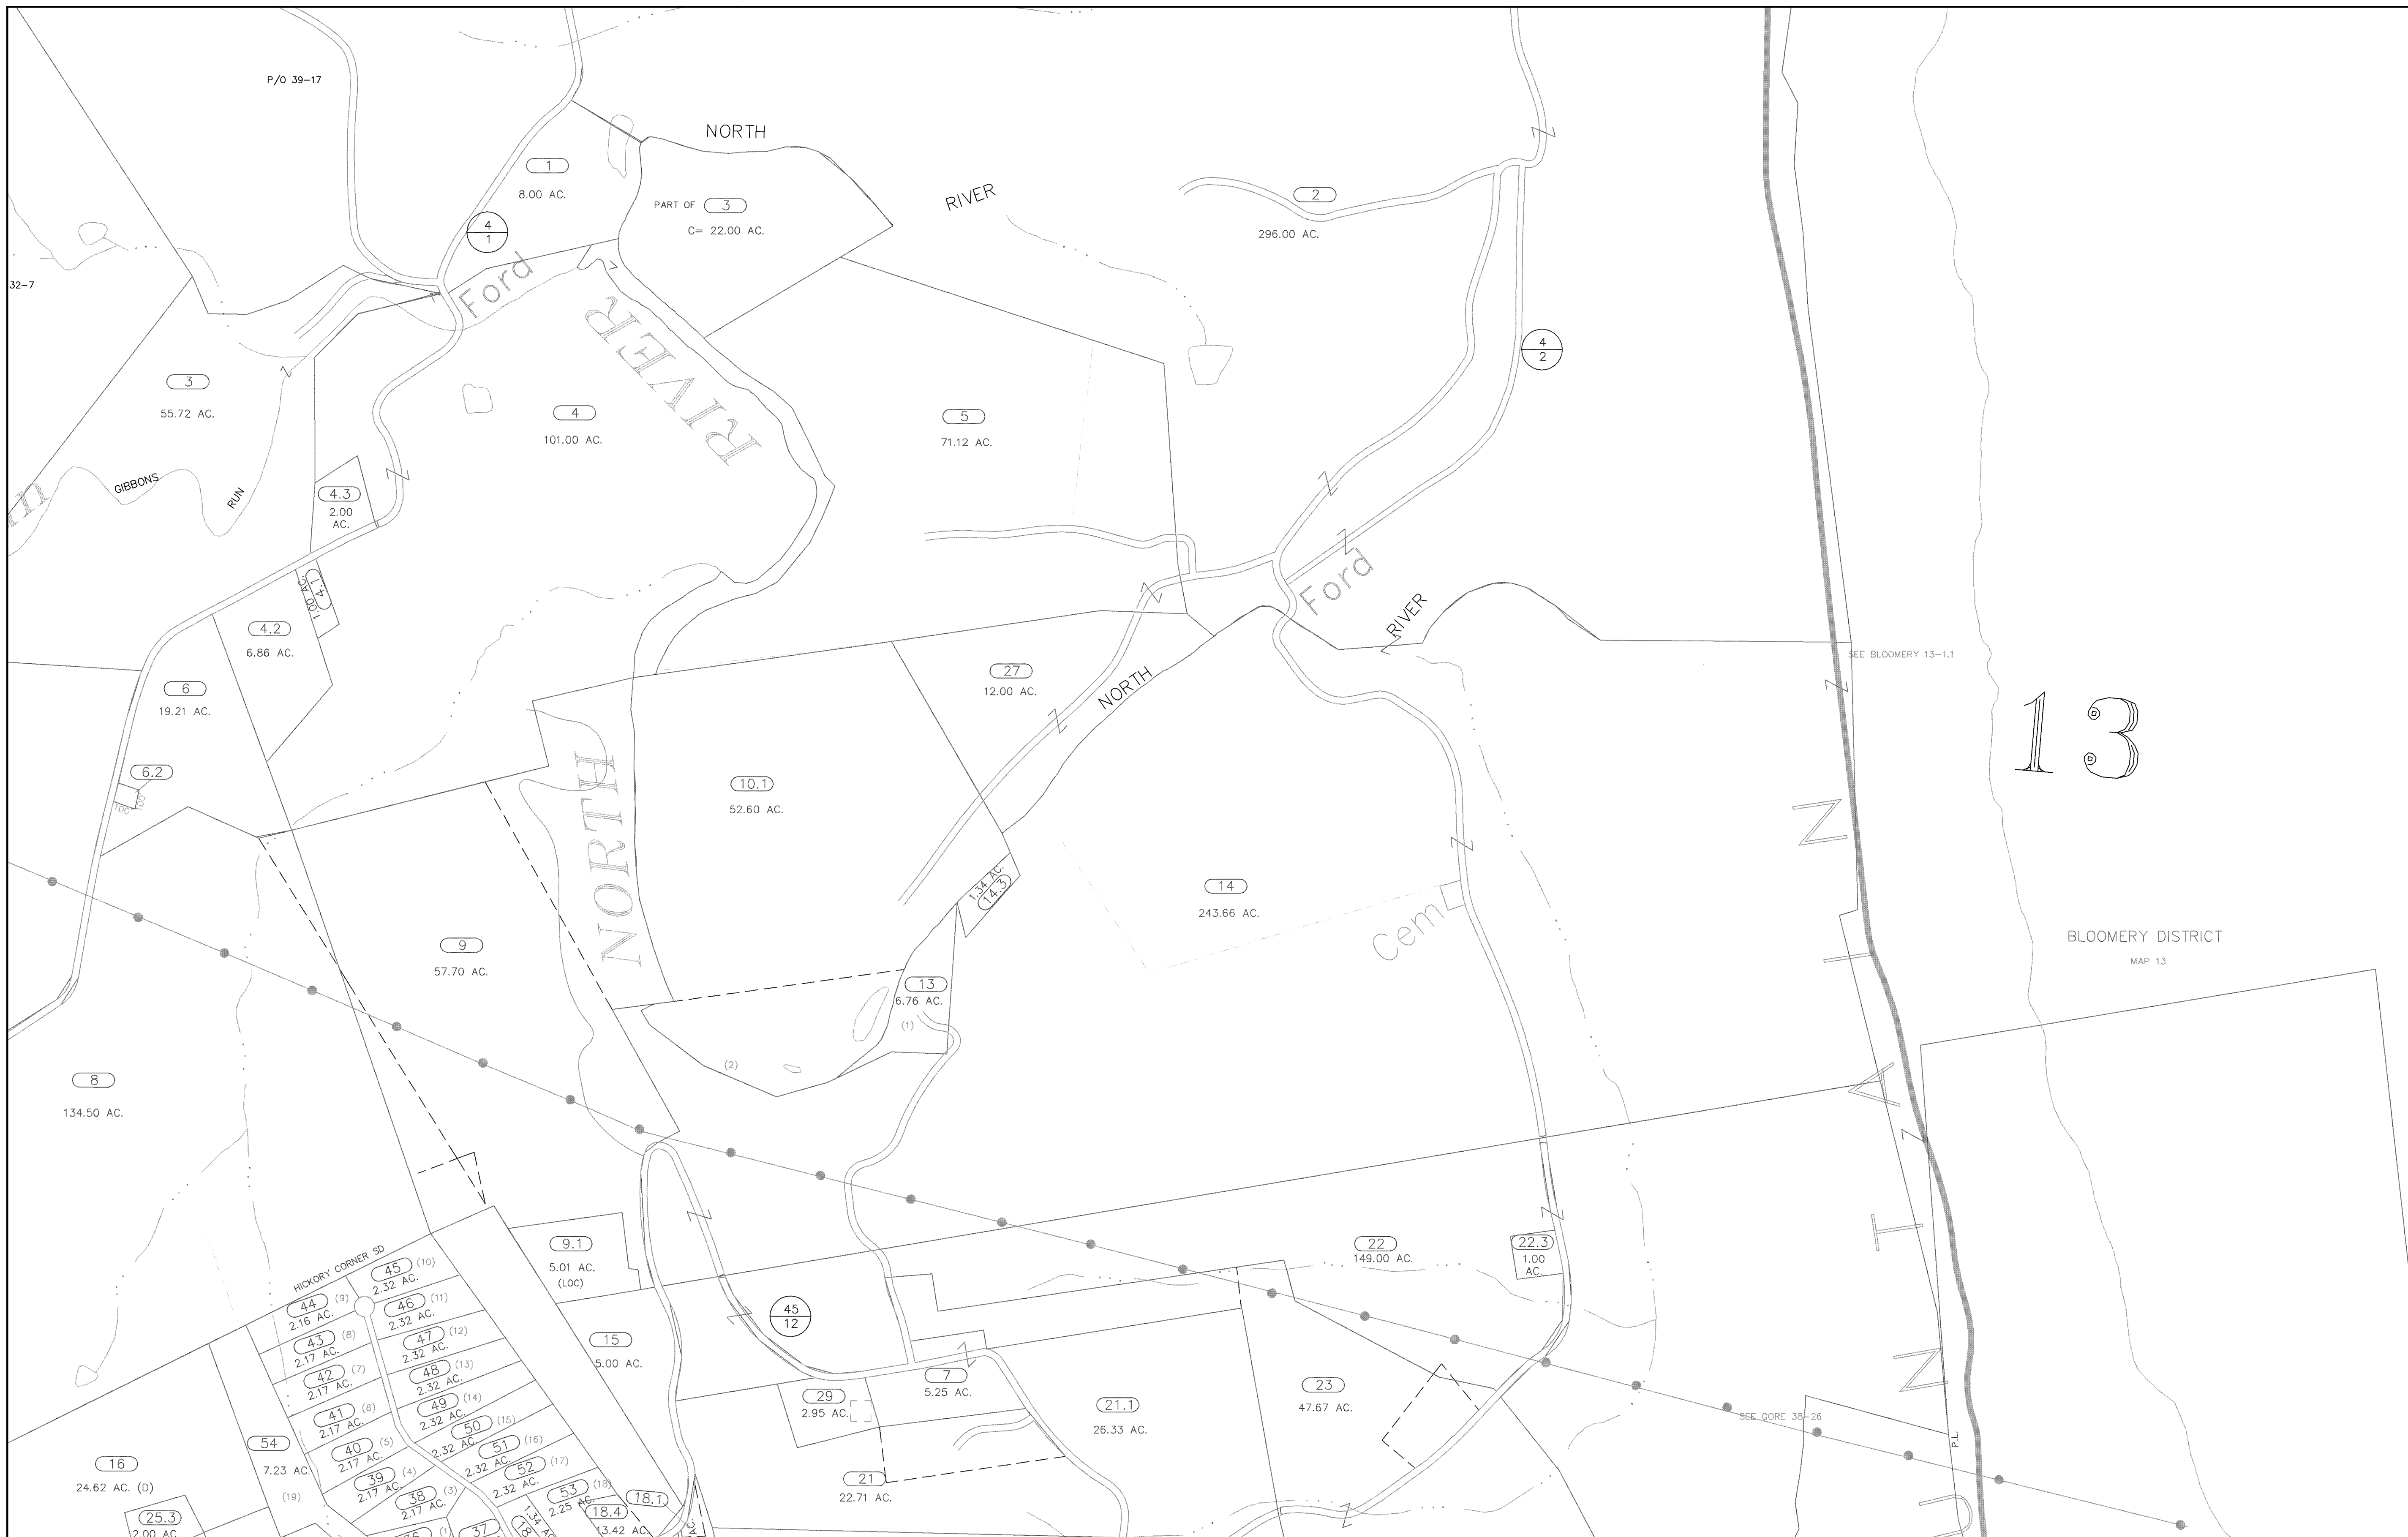 P/O 39-17
NORTH
1
8.00 AC.
PART OF 3
C= 22.00 AC.
RIVER
2
296.00 AC.
4
1
Ford
32-7
RIVER
4
2
3
55.72 AC.
4
101.00 AC.
5
71.12 AC.
GIBBONS
RUN
4.3
2.00
AC.
Ford
1.00 AC.
4.1
4.2
6.86 AC.
RIVER
SEE BLOOMERY 13-1.1
27
12.00 AC.
NORTH
6
19.21 AC.
13
6.2
100
100
10.1
52.60 AC.
NORTH
14
243.66 AC.
1.34 AC.
14.3
Cem
9
57.70 AC.
BLOOMERY DISTRICT
MAP 13
13
6.76 AC.
(1)
(2)
8
134.50 AC.
HICKORY CORNER SD
9.1
5.01 AC.
(LOC)
22
149.00 AC.
22.3
1.00
AC.
45 (10)
2.32 AC.
44 (9)
2.16 AC.
46 (11)
2.32 AC.
45
12
43 (8)
2.17 AC.
47 (12)
2.32 AC.
15
5.00 AC.
42 (7)
2.17 AC.
48 (13)
2.32 AC.
7
5.25 AC.
29
2.95 AC.
23
47.67 AC.
21.1
26.33 AC.
41 (6)
2.17 AC.
49 (14)
2.32 AC.
SEE GORE 38-26
P.L.
50 (15)
2.32 AC.
40 (5)
2.17 AC.
54
7.23 AC.
(19)
51 (16)
2.32 AC.
16
24.62 AC. (D)
39 (4)
2.17 AC.
52 (17)
2.32 AC.
21
22.71 AC.
38 (3)
2.17 AC.
53 (18)
2.25 AC.
18.1
18.4
13.42 AC.
25.3
2.00 AC.
37
1.34